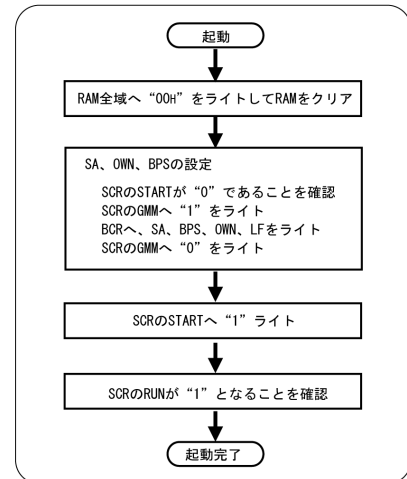 起動
RAM全域へ“00H”をライトしてRAMをクリア
SA、OWN、BPSの設定
SCRのSTARTが“0”であることを確認
SCRのGMMへ“1”をライト
BCRへ、SA、BPS、OWN、LFをライト
SCRのGMMへ“0”をライト
SCRのSTARTへ“1”ライト
SCRのRUNが“1”となることを確認
起動完了